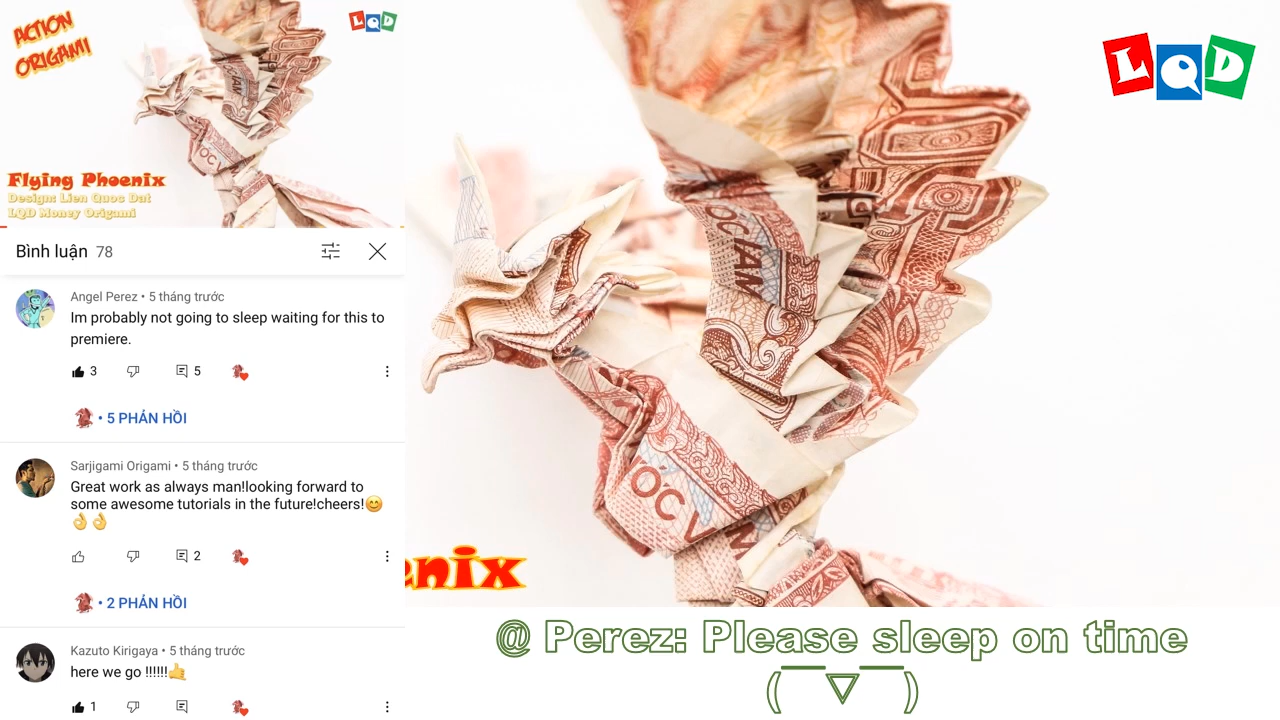 ACTION
ORIGAMI
LQD
Flying Phoenix
Design: Lien Quoc Dat
LQD Money Origami
Bình luận 78
Angel Perez • 5 tháng trước
Im probably not going to sleep waiting for this to
premiere.
3
5
• 5 PHẢN HỒI
Sarjigami Origami • 5 tháng trước
Great work as always man!looking forward to
some awesome tutorials in the future!cheers!😊
👌👌
2
• 2 PHẢN HỒI
Kazuto Kirigaya • 5 tháng trước
here we go !!!!!!🤙
1
LQD
ỐC
OC V
enix
@ Perez: Please sleep on time
(￣▽￣)